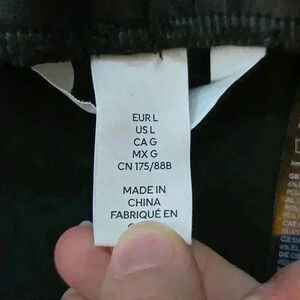 EUR L
US L
CA G
MX G
CN 175/88B
MADE IN
CHINA
FABRIQUÉ EN